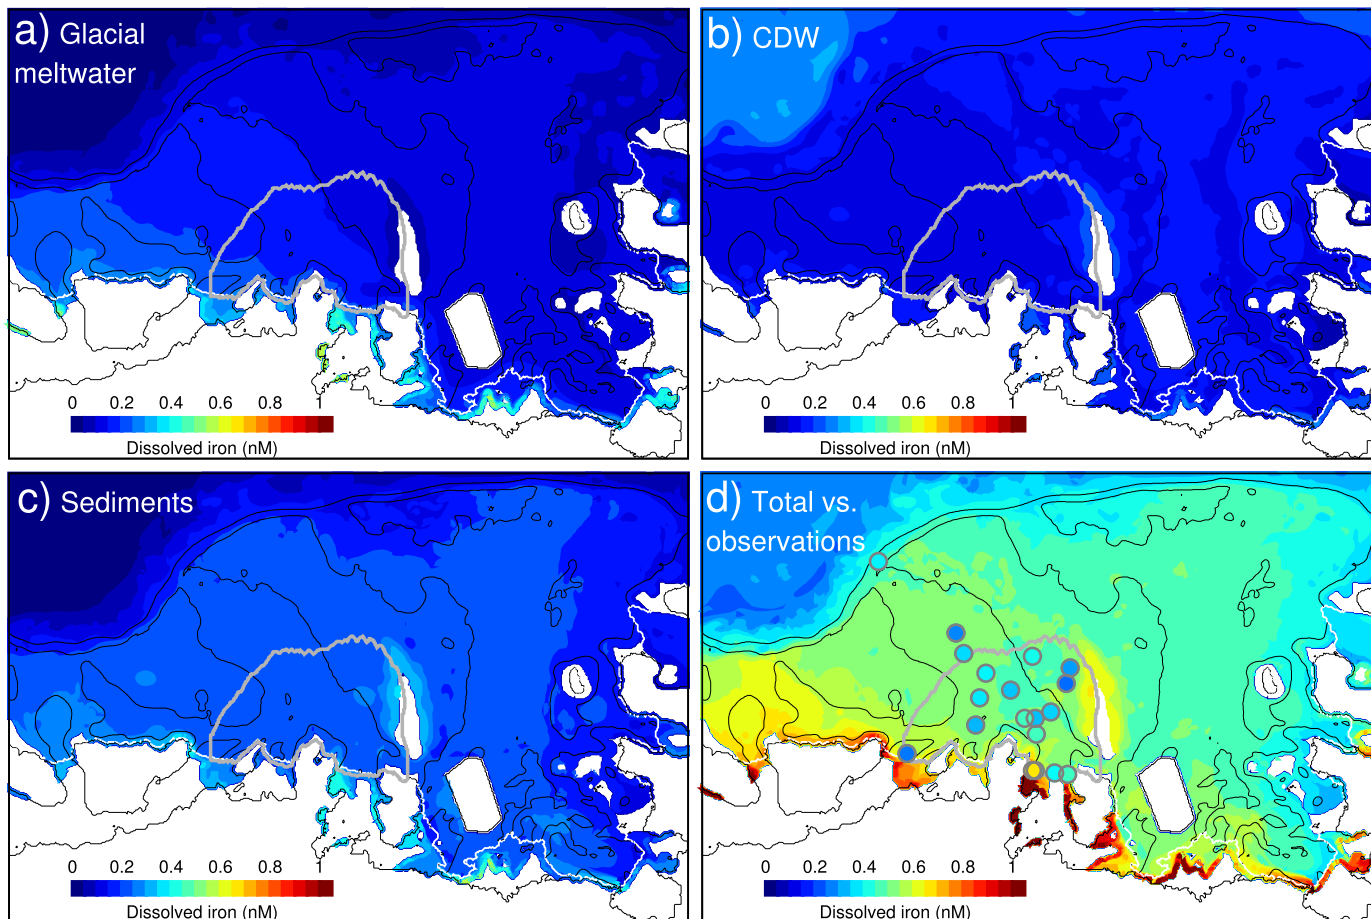 a) Glacial
meltwater
0 0.2 0.4 0.6 0.8 1
Dissolved iron (nM)
b) CDW
0 0.2 0.4 0.6 0.8 1
Dissolved iron (nM)
c) Sediments
0 0.2 0.4 0.6 0.8 1
Dissolved iron (nM)
d) Total vs.
observations
0 0.2 0.4 0.6 0.8 1
Dissolved iron (nM)